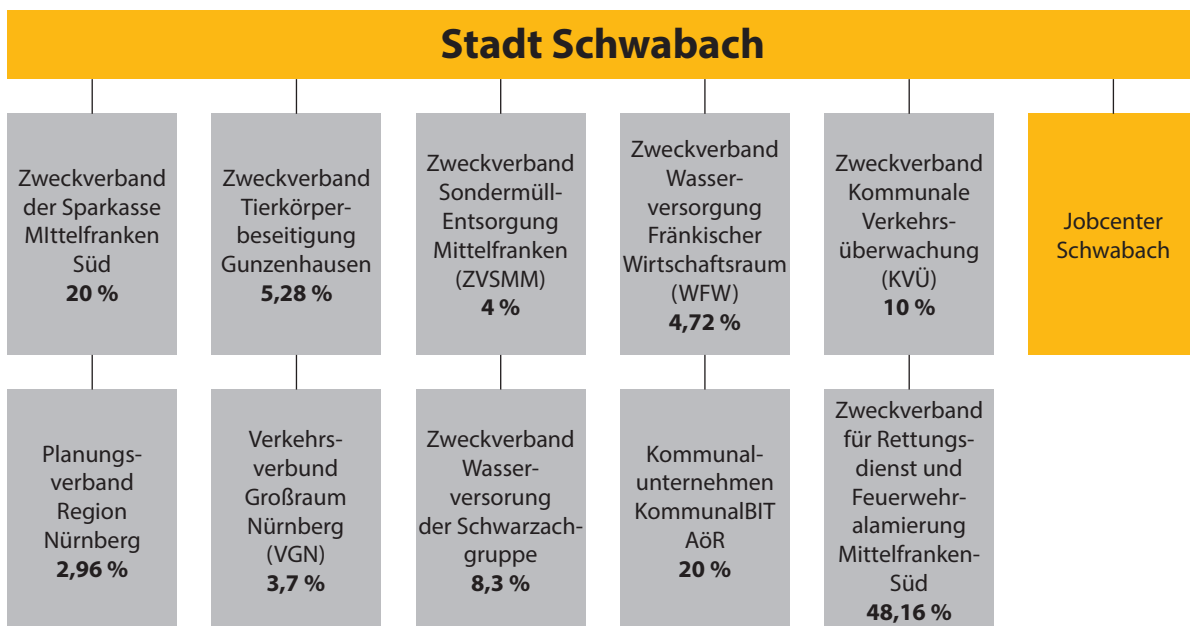 Stadt Schwabach
Zweckverband
der Sparkasse
MIttelfranken
Süd
20 %
Zweckverband
Tierkörper-
beseitigung
Gunzenhausen
5,28 %
Zweckverband
Sondermüll-
Entsorgung
Mittelfranken
(ZVSMM)
4 %
Zweckverband
Wasser-
versorgung
Fränkischer
Wirtschaftsraum
(WFW)
4,72 %
Zweckverband
Kommunale
Verkehrs-
überwachung
(KVÜ)
10 %
Jobcenter
Schwabach
Planungs-
verband
Region
Nürnberg
2,96 %
Verkehrs-
verbund
Großraum
Nürnberg
(VGN)
3,7 %
Zweckverband
Wasser-
versorung
der Schwarzach-
gruppe
8,3 %
Kommunal-
unternehmen
KommunalBIT
AöR
20 %
Zweckverband
für Rettungs-
dienst und
Feuerwehr-
alamierung
Mittelfranken-
Süd
48,16 %